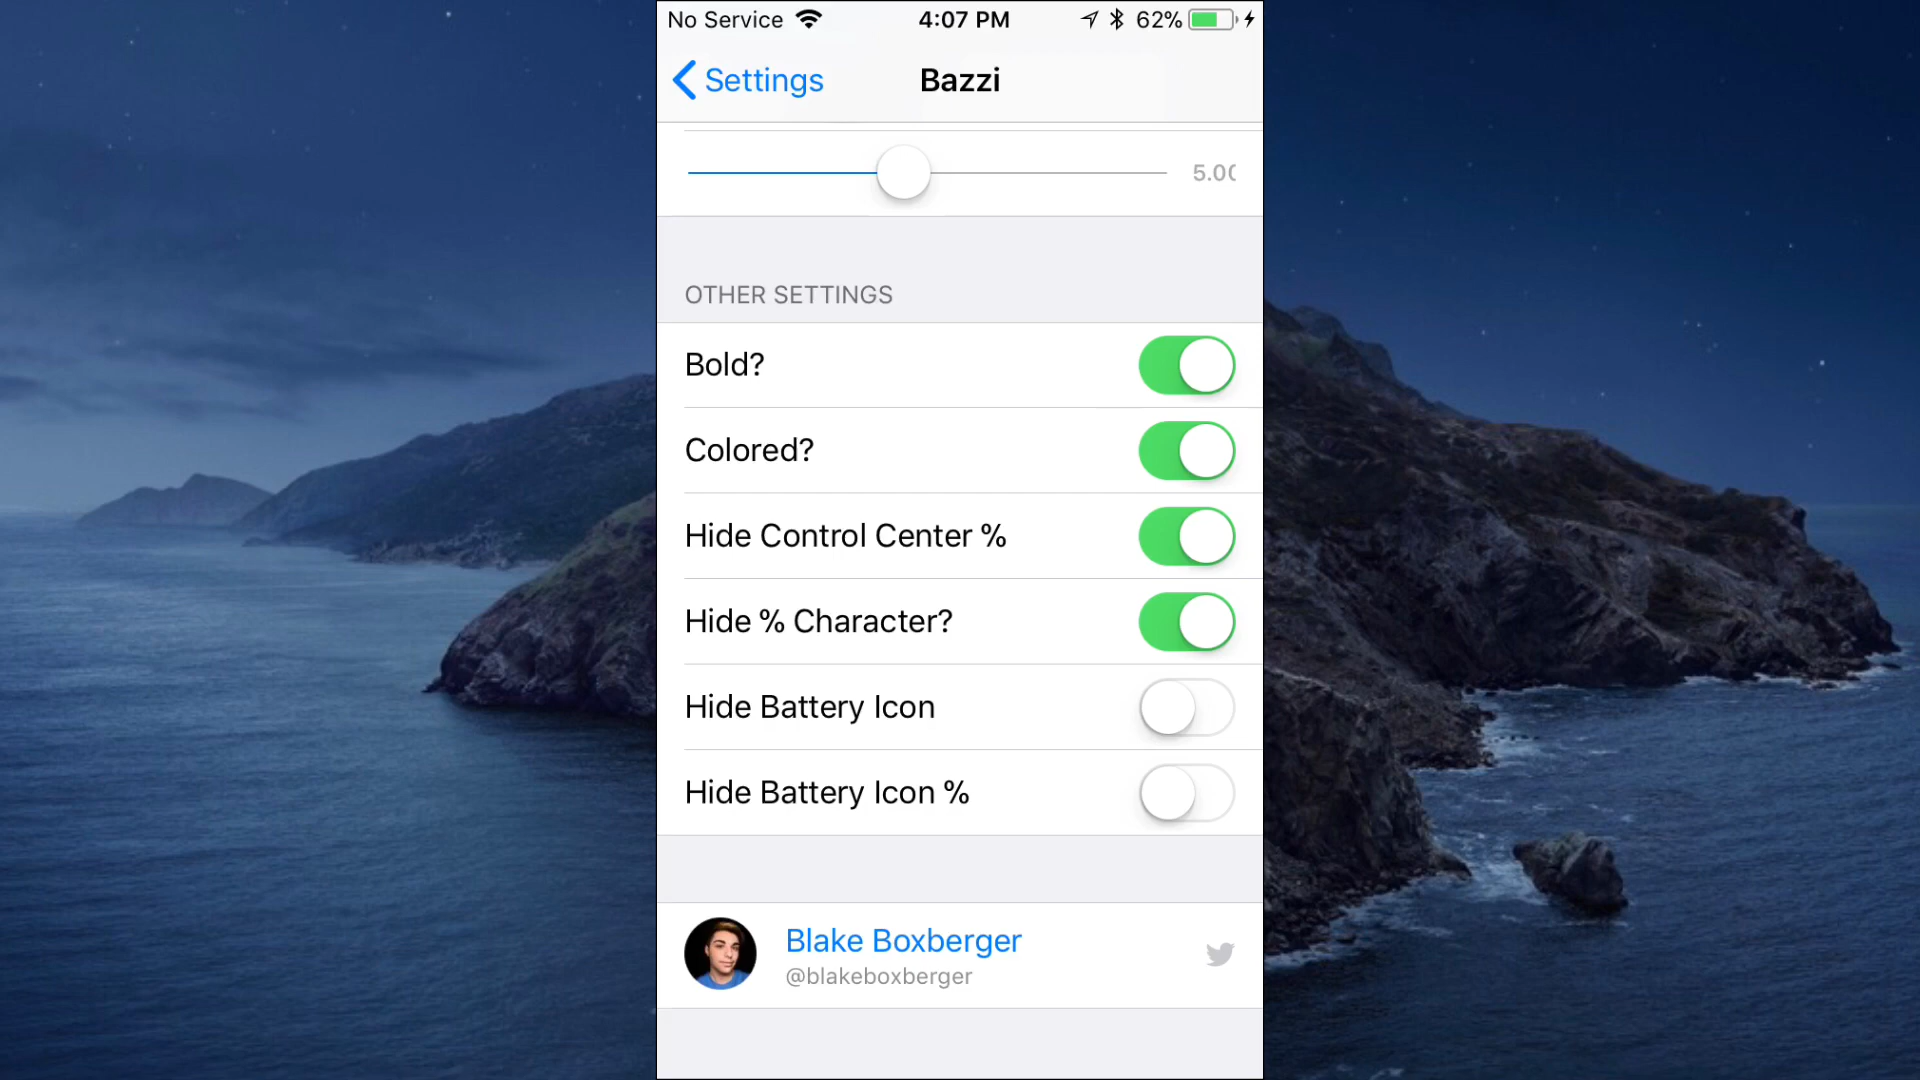 No Service 4:07 PM 62%
Settings Bazzi
5.00
OTHER SETTINGS
Bold?
Colored?
Hide Control Center %
Hide % Character?
Hide Battery Icon
Hide Battery Icon %
Blake Boxberger
@blakeboxberger